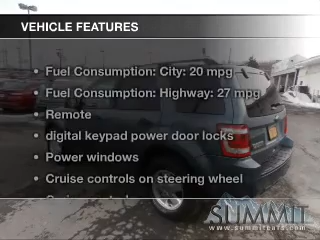 VEHICLE FEATURES
• Fuel Consumption: City: 20 mpg
• Fuel Consumption: Highway: 27 mpg
• Remote
• digital keypad power door locks
• Power windows
• Cruise controls on steering wheel
SUMMIT
www.summitcars.com